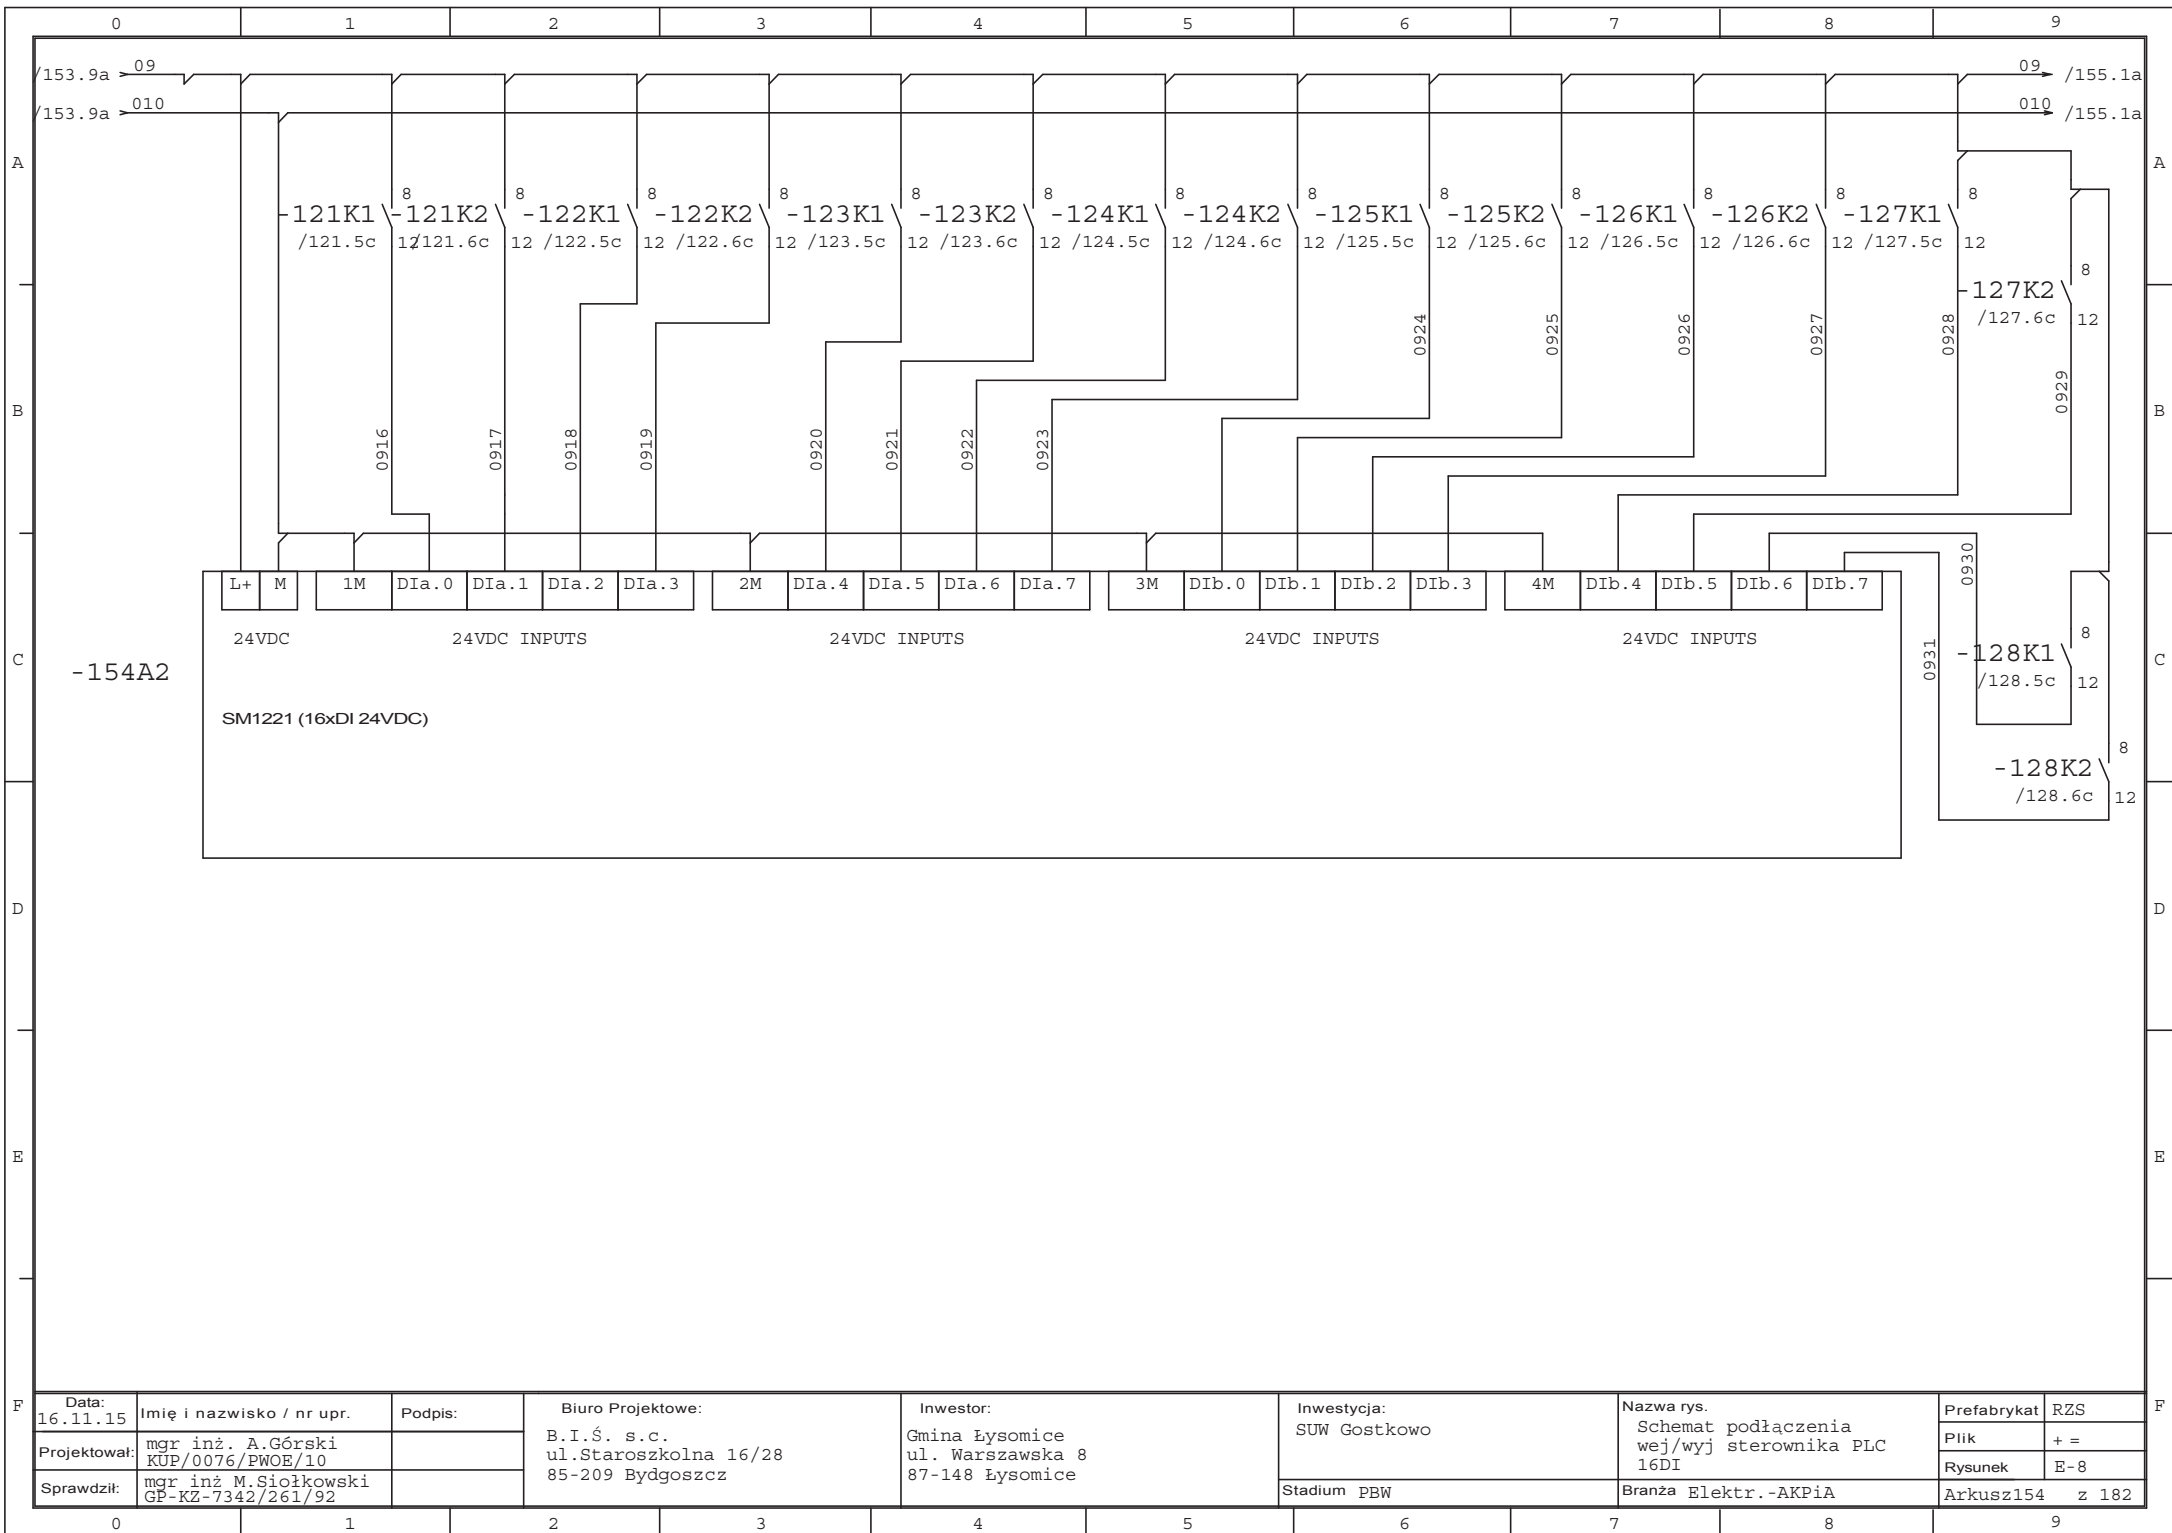 0 1 2 3 4 5 6 7 8 9
/153.9a 09 09 /155.1a
/153.9a 010 010 /155.1a
A A
8 8 8 8 8 8 8 8 8 8 8 8 8
-121K1 -121K2 -122K1 -122K2 -123K1 -123K2 -124K1 -124K2 -125K1 -125K2 -126K1 -126K2 -127K1
/121.5c 12 /121.6c 12 /122.5c 12 /122.6c 12 /123.5c 12 /123.6c 12 /124.5c 12 /124.6c 12 /125.5c 12 /125.6c 12 /126.5c 12 /126.6c 12 /127.5c 12
8
-127K2
/127.6c 12
0924 0925 0926 0927 0928
0929
B B
0916 0917 0918 0919 0920 0921 0922 0923
0930
L+ M 1M DIa.0 DIa.1 DIa.2 DIa.3 2M DIa.4 DIa.5 DIa.6 DIa.7 3M DIb.0 DIb.1 DIb.2 DIb.3 4M DIb.4 DIb.5 DIb.6 DIb.7
24VDC 24VDC INPUTS 24VDC INPUTS 24VDC INPUTS 24VDC INPUTS
8
0931
-128K1
/128.5c 12
C C
-154A2
SM1221 (16xDI 24VDC)
8
-128K2
/128.6c 12
D D
E E
F F
Data:
16.11.15
Imię i nazwisko / nr upr.
Podpis:
Projektował:
mgr inż. A.Górski
KUP/0076/PWOE/10
Sprawdził:
mgr inż M.Siołkowski
GP-KZ-7342/261/92
Biuro Projektowe:
B.I.Ś. s.c.
ul.Staroszkolna 16/28
85-209 Bydgoszcz
Inwestor:
Gmina Łysomice
ul. Warszawska 8
87-148 Łysomice
Inwestycja:
SUW Gostkowo
Stadium PBW
Nazwa rys.
Schemat podłączenia
wej/wyj sterownika PLC
16DI
Branża Elektr.-AKPiA
Prefabrykat RZS
Plik + =
Rysunek E-8
Arkusz154 z 182
0 1 2 3 4 5 6 7 8 9